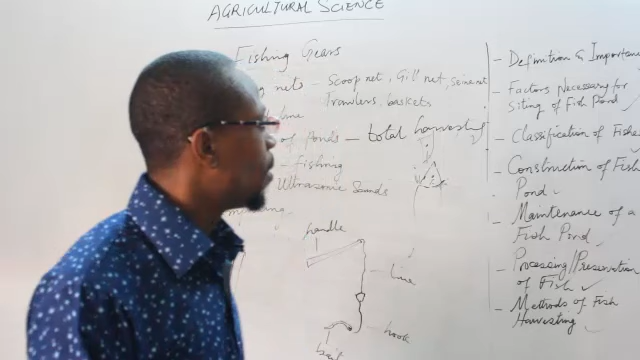 AGRICULTURAL SCIENCE
Fishing Gears
nets - Scoop net, Gill net, seine net
Trawlers, baskets
line
of Ponds - total harvesting
- Fishing
Ultrasonic Sounds
handle
- Line
- hook
bait
- Definition & Importance
- Factors Necessary for
Siting of Fish Pond
- Classification of Fishes
- Construction of Fish
Pond
- Maintenance of a
Fish Pond
- Processing/Preservation
of Fish
- Methods of Fish
Harvesting